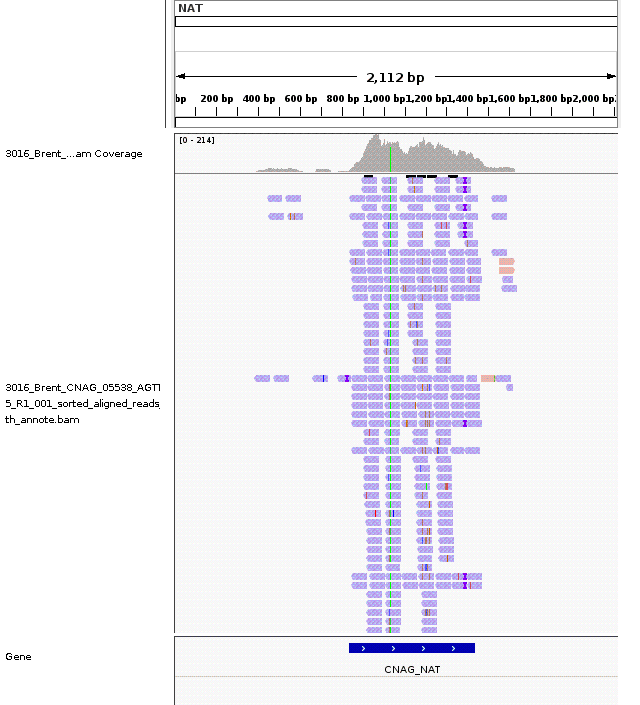 NAT
2,112 bp
bp 200 bp 400 bp 600 bp 800 bp 1,000 bp 1,200 bp 1,400 bp 1,600 bp 1,800 bp 2,000 bp
[0 - 214]
3016_Brent_...am Coverage
3016_Brent_CNAG_05538_AGTI
5_R1_001_sorted_aligned_reads_
th_annote.bam
Gene
CNAG_NAT